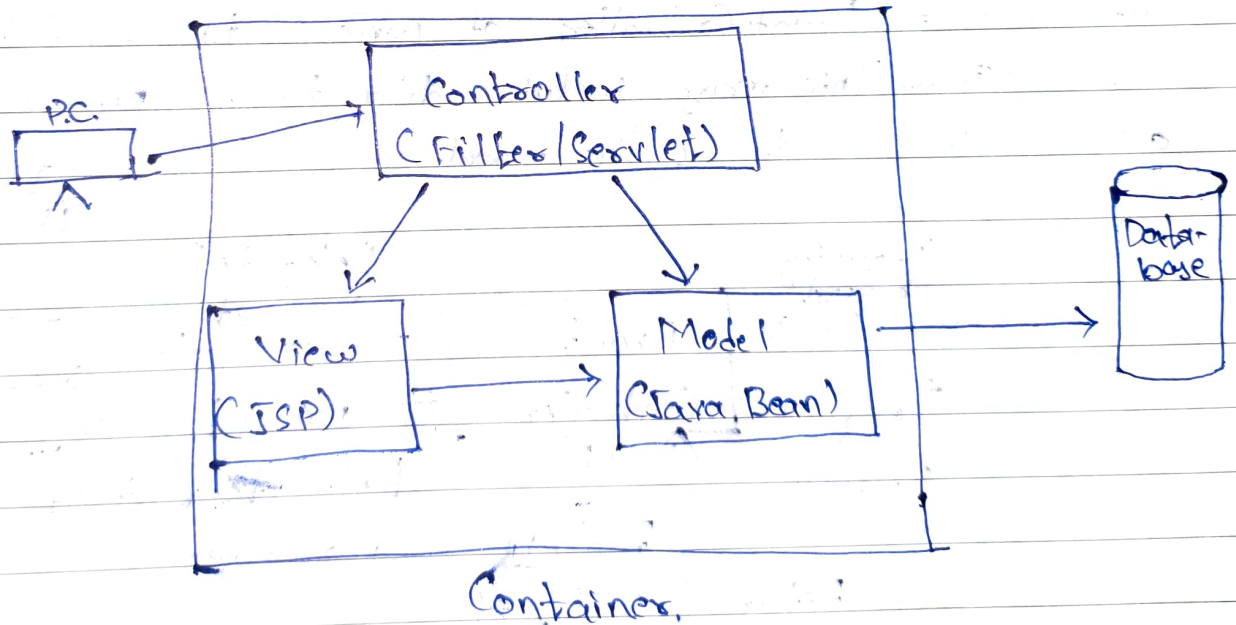 P.C.
Controller
(Filter/Servlet)
View
(JSP)
Model
(Java Bean)
Data-
base
Container